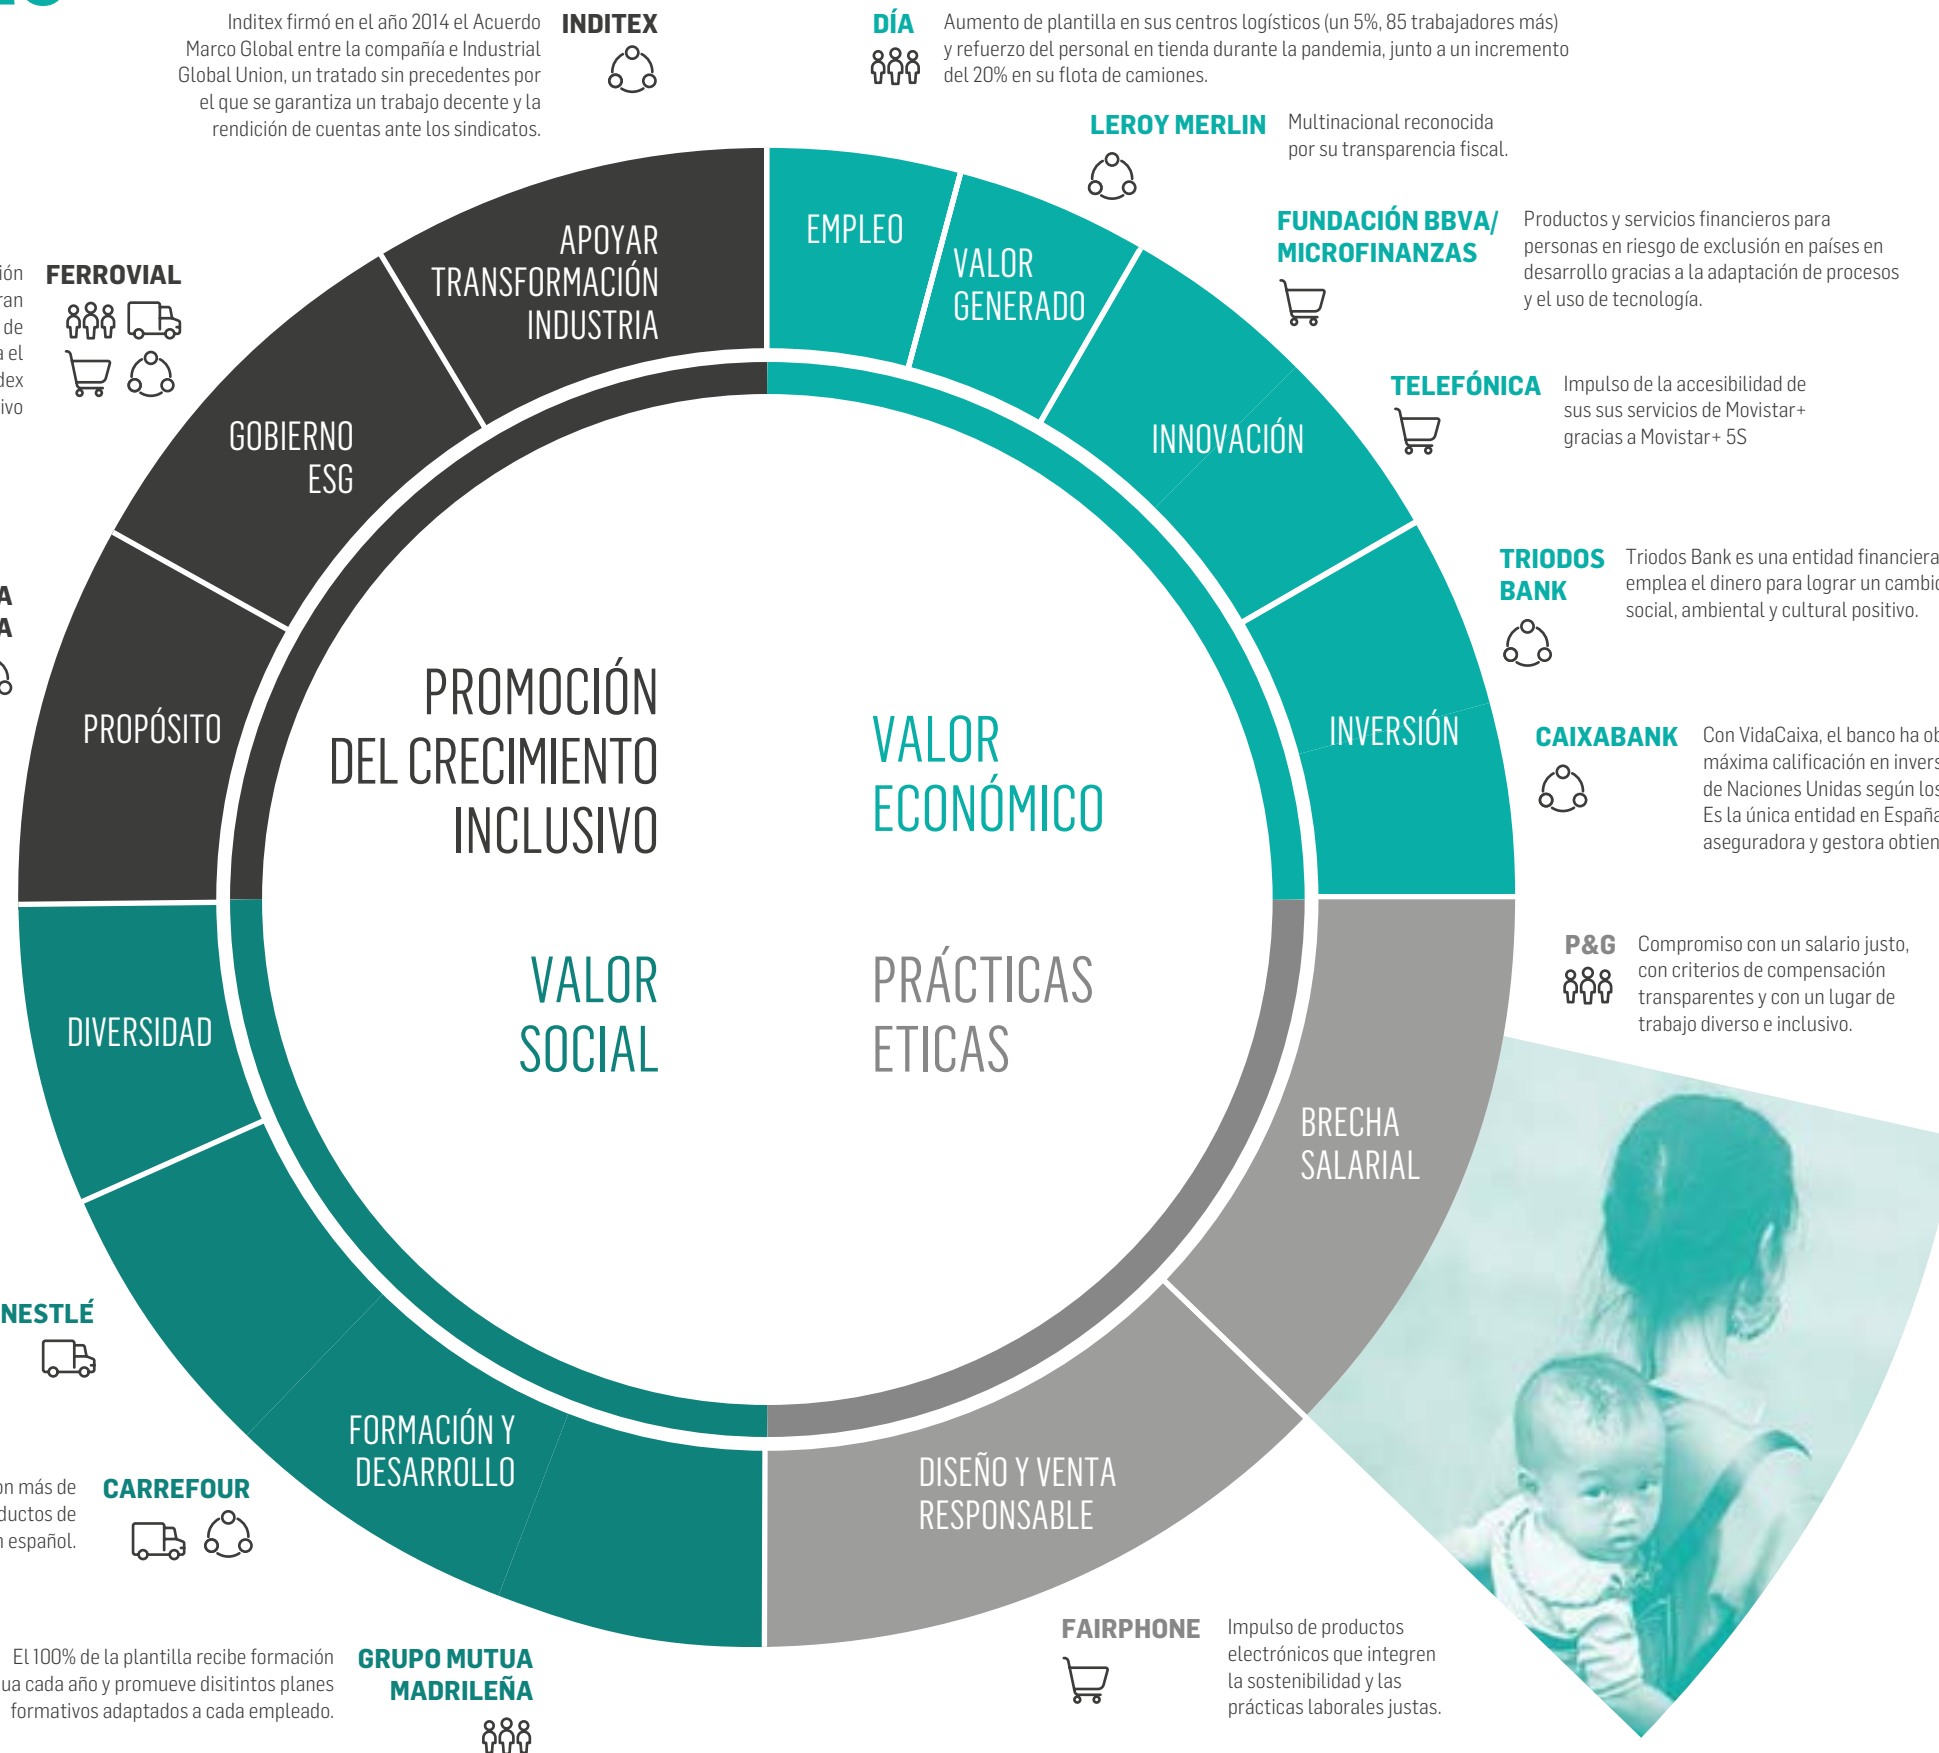 Inditex firmó en el año 2014 el Acuerdo
Marco Global entre la compañía e Industrial
Global Union, un tratado sin precedentes por
el que se garantiza un trabajo decente y la
rendición de cuentas ante los sindicatos.
INDITEX
DÍA
Aumento de plantilla en sus centros logísticos (un 5%, 85 trabajadores más)
y refuerzo del personal en tienda durante la pandemia, junto a un incremento
del 20% en su flota de camiones.
LEROY MERLIN
Multinacional reconocida
por su transparencia fiscal.
FUNDACIÓN BBVA/
MICROFINANZAS
Productos y servicios financieros para
personas en riesgo de exclusión en países en
desarrollo gracias a la adaptación de procesos
y el uso de tecnología.
TELEFÓNICA
Impulso de la accesibilidad de
sus sus servicios de Movistar+
gracias a Movistar+ 5S
TRIODOS
BANK
Triodos Bank es una entidad financiera
emplea el dinero para lograr un cambio
social, ambiental y cultural positivo.
CAIXABANK
Con VidaCaixa, el banco ha
máxima calificación en
de Naciones Unidas según los
Es la única entidad en España
aseguradora y gestora
P&G
Compromiso con un salario justo,
con criterios de compensación
transparentes y con un lugar de
trabajo diverso e inclusivo.
FERROVIAL
de
el
APOYAR
TRANSFORMACIÓN
INDUSTRIA
EMPLEO
VALOR
GENERADO
INNOVACIÓN
INVERSIÓN
GOBIERNO
ESG
PROPÓSITO
DIVERSIDAD
FORMACIÓN Y
DESARROLLO
DISEÑO Y VENTA
RESPONSABLE
BRECHA
SALARIAL
PROMOCIÓN
DEL CRECIMIENTO
INCLUSIVO
VALOR
ECONÓMICO
VALOR
SOCIAL
PRÁCTICAS
ETICAS
NESTLÉ
más de
de
español.
CARREFOUR
El 100% de la plantilla recibe formación
cada año y promueve disitintos planes
formativos adaptados a cada empleado.
GRUPO MUTUA
MADRILEÑA
FAIRPHONE
Impulso de productos
electrónicos que integren
la sostenibilidad y las
prácticas laborales justas.